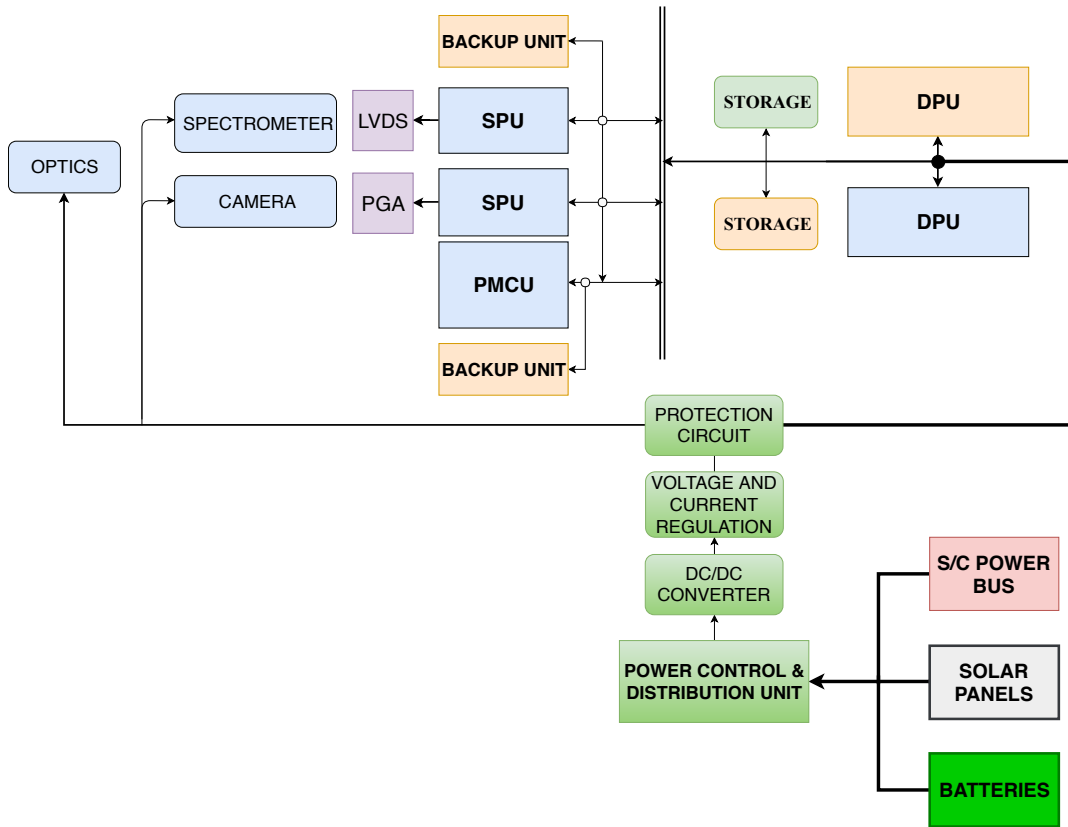 BACKUP UNIT
SPECTROMETER
LVDS
SPU
STORAGE
DPU
OPTICS
CAMERA
PGA
SPU
STORAGE
DPU
PMCU
BACKUP UNIT
PROTECTION
CIRCUIT
VOLTAGE AND
CURRENT
REGULATION
DC/DC
CONVERTER
S/C POWER
BUS
POWER CONTROL &
DISTRIBUTION UNIT
SOLAR
PANELS
BATTERIES